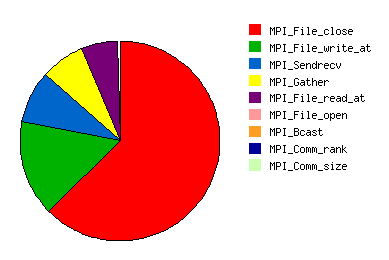 MPI_File_close
MPI_File_write_at
MPI_Sendrecv
MPI_Gather
MPI_File_read_at
MPI_File_open
MPI_Bcast
MPI_Comm_rank
MPI_Comm_size